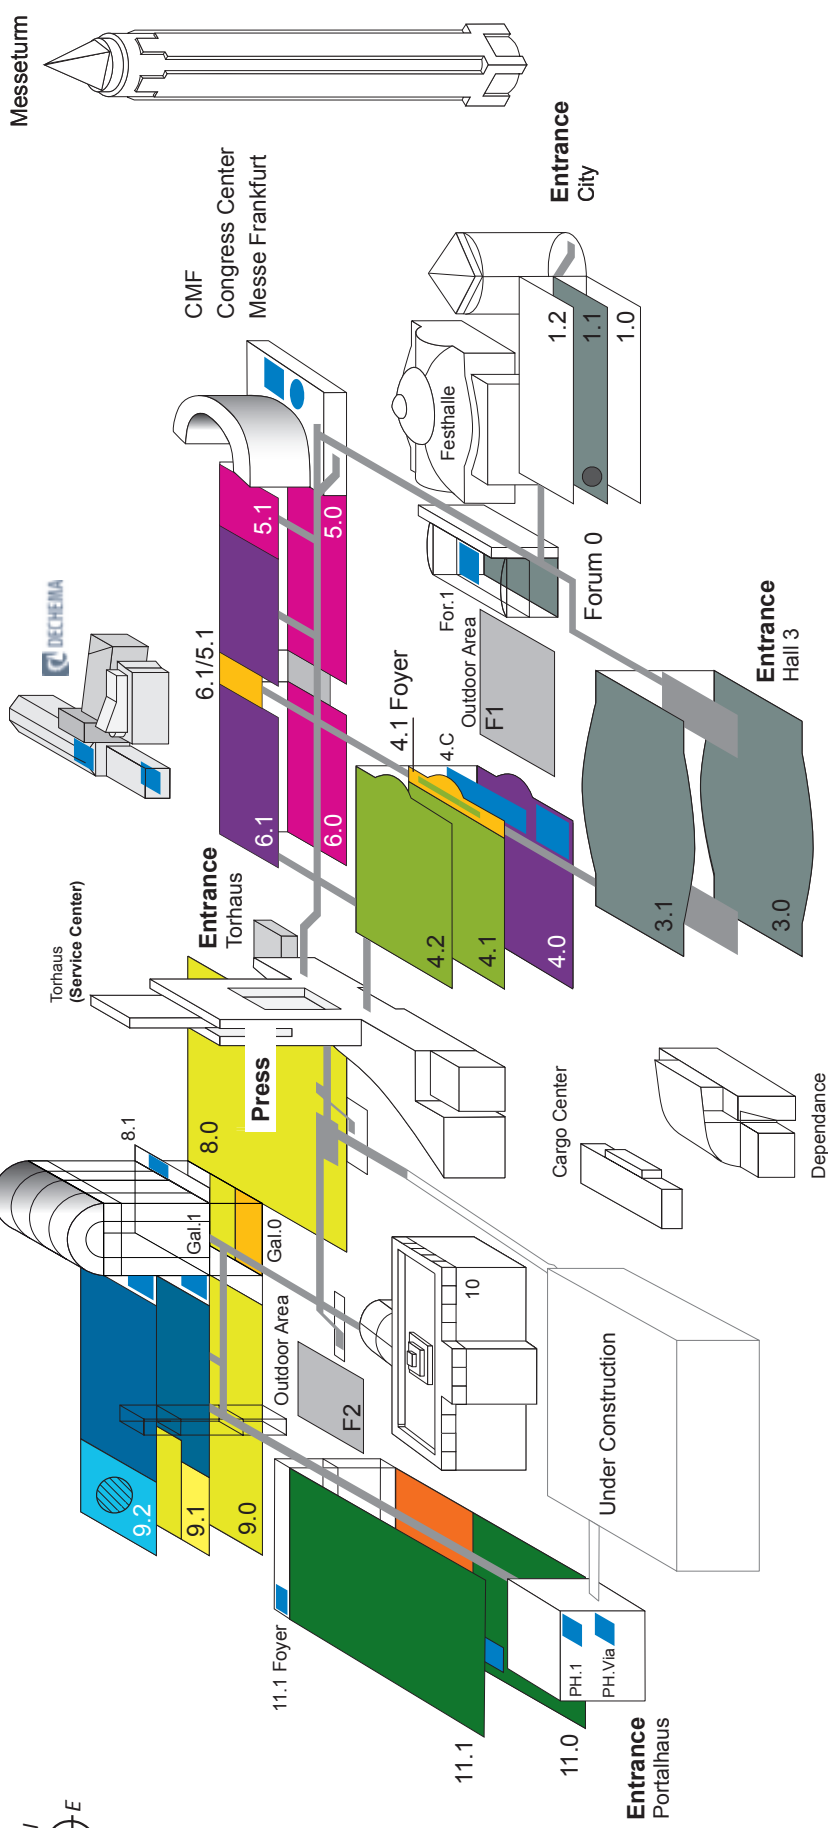 Messeturm
CMF
Congress Center
Messe Frankfurt
Entrance
City
DECHEMA
Festhalle
1.2
1.1
1.0
5.1
5.0
6.1/5.1
6.1
6.0
For.1
Forum 0
Outdoor Area
F1
4.1 Foyer
4.C
4.2
4.1
4.0
Entrance
Hall 3
3.1
3.0
Entrance
Torhaus
Torhaus
(Service Center)
Press
8.0
8.1
Gal.1
Gal.0
Cargo Center
Dependance
Outdoor Area
F2
10
9.2
9.1
9.0
Under Construction
11.1 Foyer
11.1
11.0
PH.1
PH.Via
Entrance
Portalhaus
E